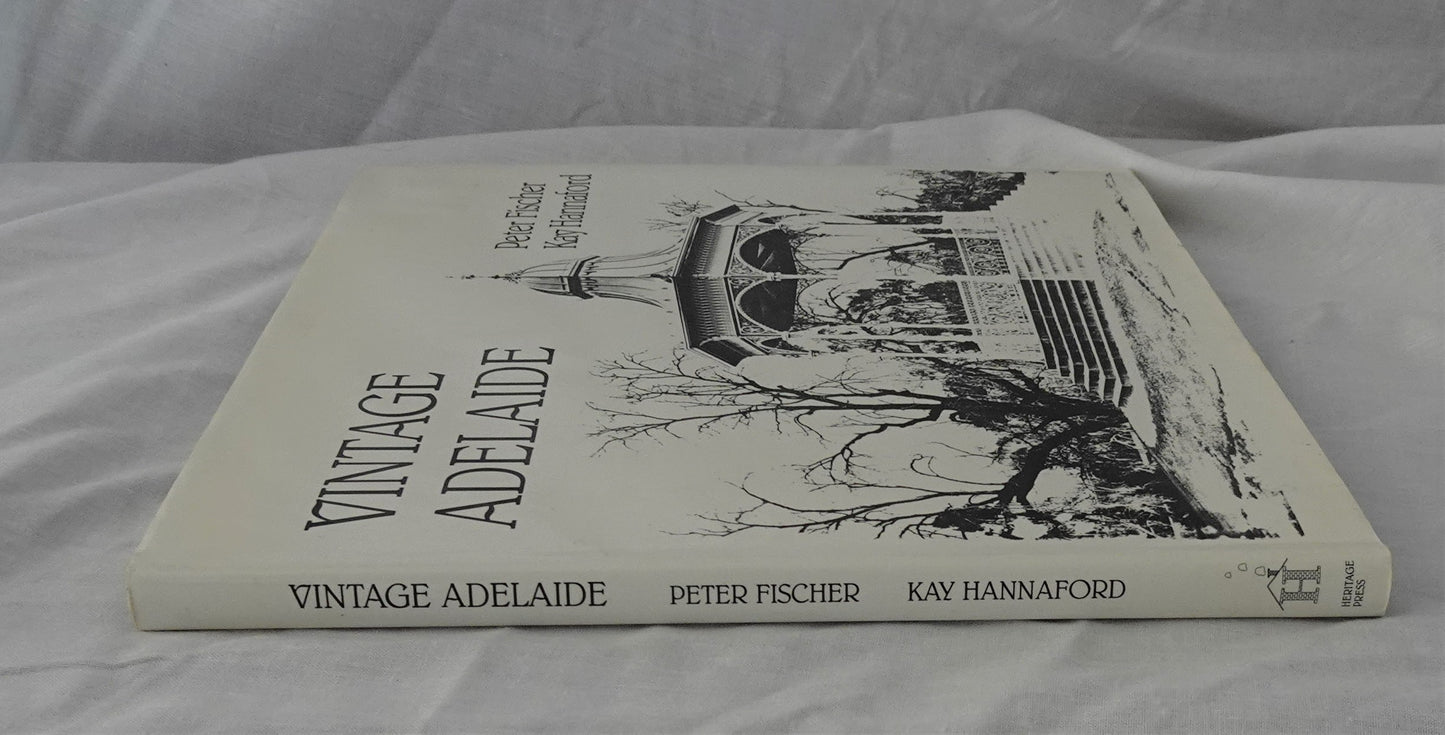 Peter Fischer
Kay Hannaford
VINTAGE
ADELAIDE
VINTAGE ADELAIDE PETER FISCHER KAY HANNAFORD
H
HERITAGE
PRESS